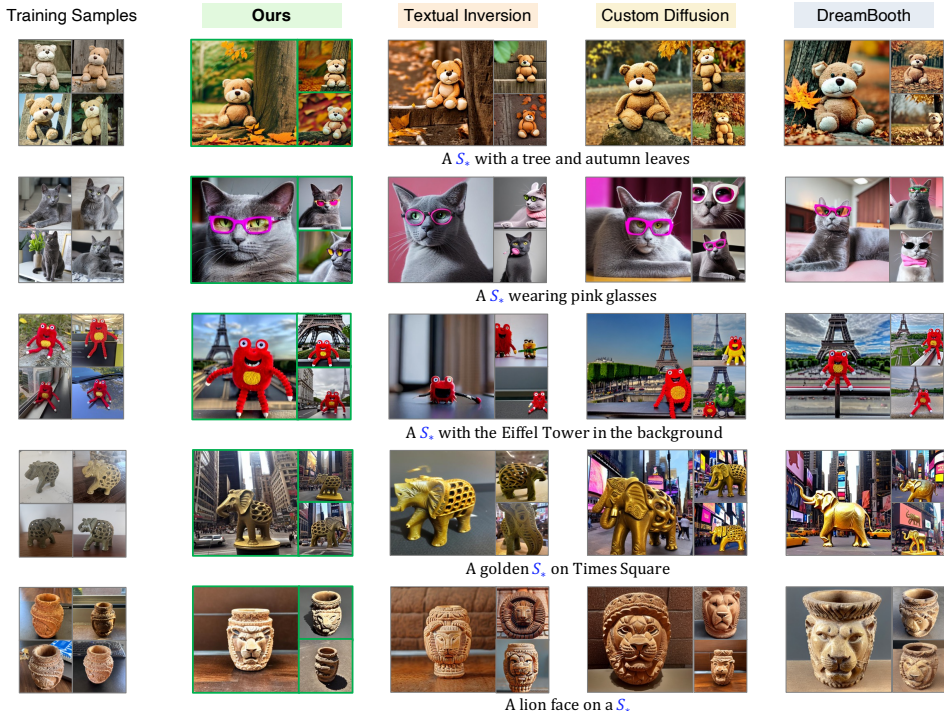 Training Samples
Ours
Textual Inversion
Custom Diffusion
DreamBooth
A S* with a tree and autumn leaves
A S* wearing pink glasses
A S* with the Eiffel Tower in the background
A golden S* on Times Square
A lion face on a S*